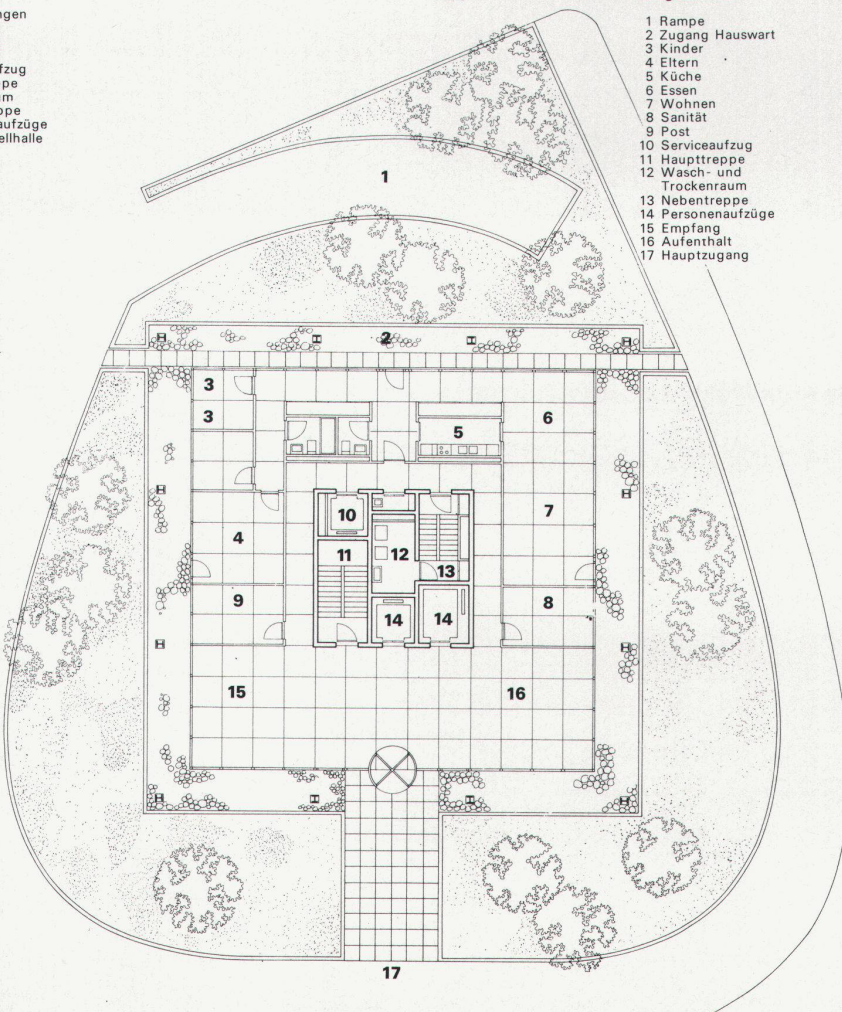 1 Rampe
2 Zugang Hauswart
3 Kinder
4 Eltern
5 Küche
6 Essen
7 Wohnen
8 Sanität
9 Post
10 Serviceaufzug
11 Haupttreppe
12 Wasch- und
Trockenraum
13 Nebentreppe
14 Personenaufzüge
15 Empfang
16 Aufenthalt
17 Hauptzugang
1
2
3
3
6
5
10
4
7
11
12
13
9
8
14
14
15
16
17